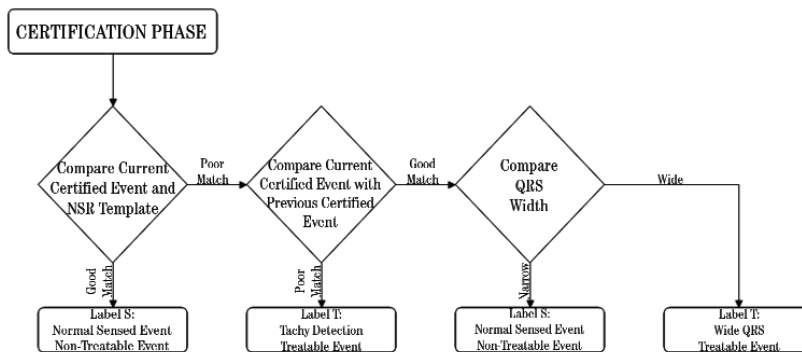 CERTIFICATION PHASE
Compare Current
Certified Event and
NSR Template
Poor
Match
Compare Current
Certified Event with
Previous Certified
Event
Good
Match
Compare
QRS
Width
Wide
Good
Match
Poor
Match
Narrow
Label S:
Normal Sensed Event
Non-Treatable Event
Label T:
Tachy Detection
Treatable Event
Label S:
Normal Sensed Event
Non-Treatable Event
Label T:
Wide QRS
Treatable Event